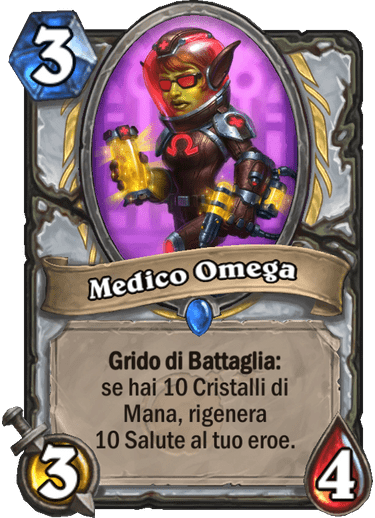 3
Medico Omega
Grido di Battaglia:
se hai 10 Cristalli di
Mana, rigenera
10 Salute al tuo eroe.
3
4